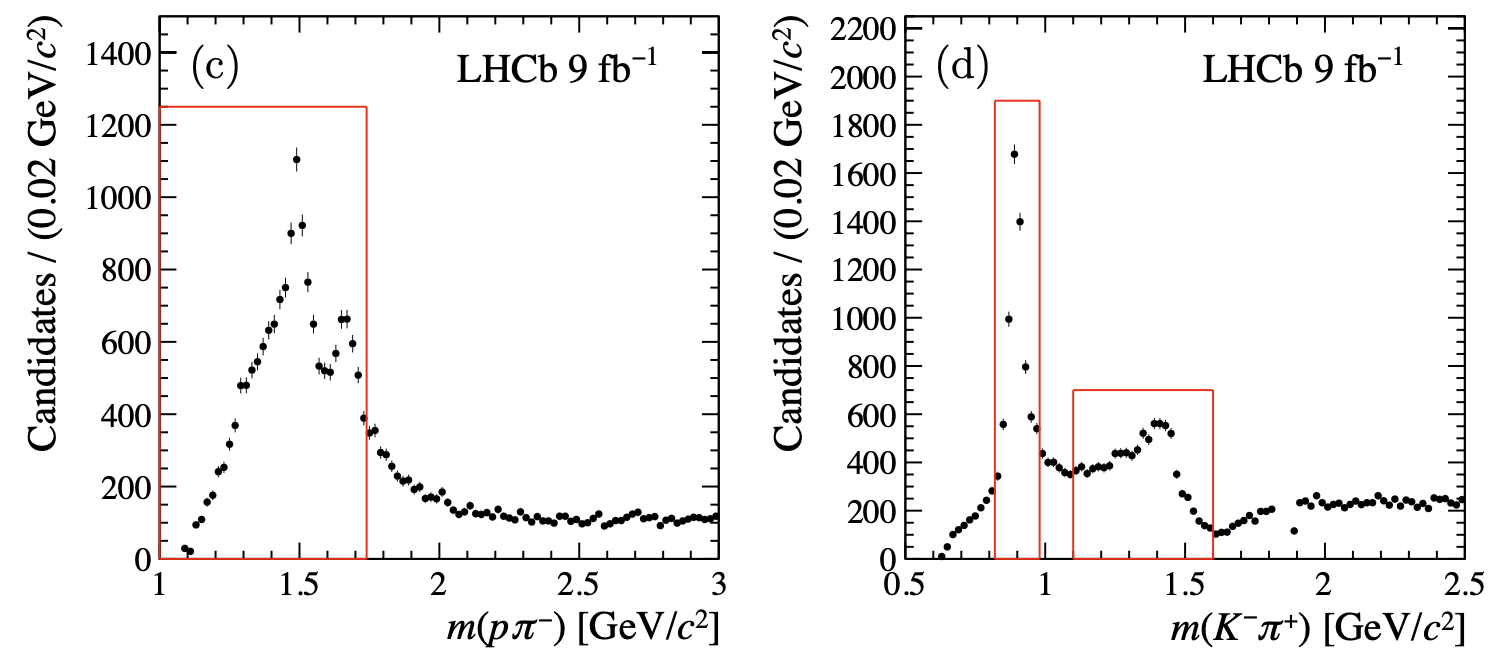 Candidates / (0.02 GeV/c²)
(c)
LHCb 9 fb⁻¹
1400
1200
1000
800
600
400
200
0
1 1.5 2 2.5 3
m(pπ⁻) [GeV/c²]
Candidates / (0.02 GeV/c²)
(d)
LHCb 9 fb⁻¹
2200
2000
1800
1600
1400
1200
1000
800
600
400
200
0
0.5 1 1.5 2 2.5
m(K⁻π⁺) [GeV/c²]